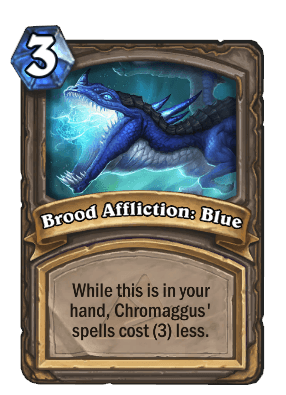 3
Brood Affliction: Blue
While this is in your
hand, Chromaggus'
spells cost (3) less.